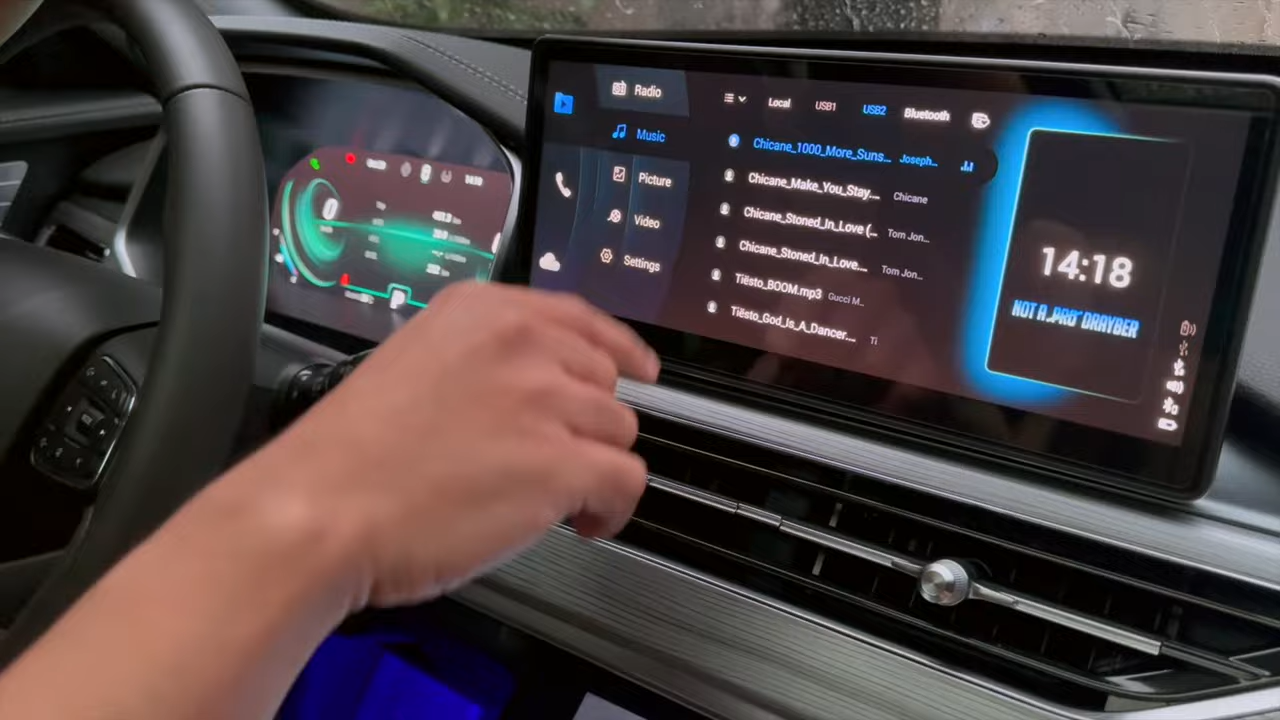 Radio
Music
Picture
Video
Settings
Local
USB1
USB2
Bluetooth
Chicane_1000_More_Suns... Joseph...
Chicane_Make_You_Stay.... Chicane
Chicane_Stoned_In_Love (... Tom Jon...
Chicane_Stoned_In_Love.... Tom Jon...
Tiësto_BOOM.mp3 Gucci M...
Tiësto_God_Is_A_Dancer.... Ti
14:18
NOT A „PRO" DRAYBER
0
P